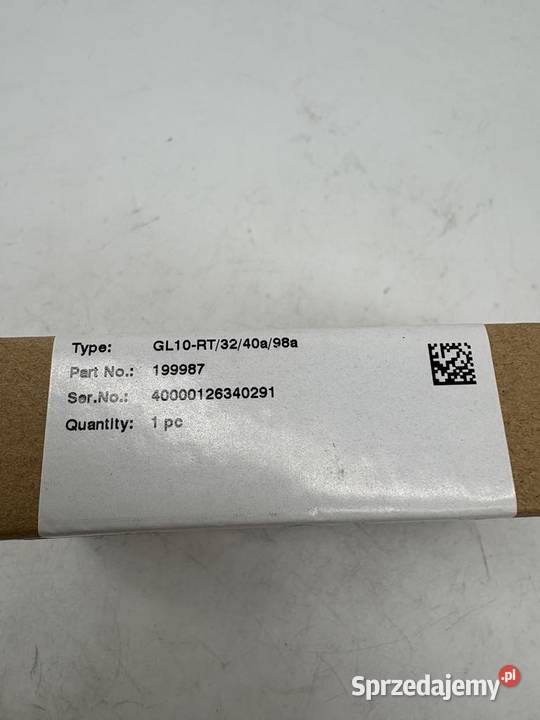 Type: GL10-RT/32/40a/98a
Part No.: 199987
Ser.No.: 40000126340291
Quantity: 1 pc
Sprzedajemy.pl